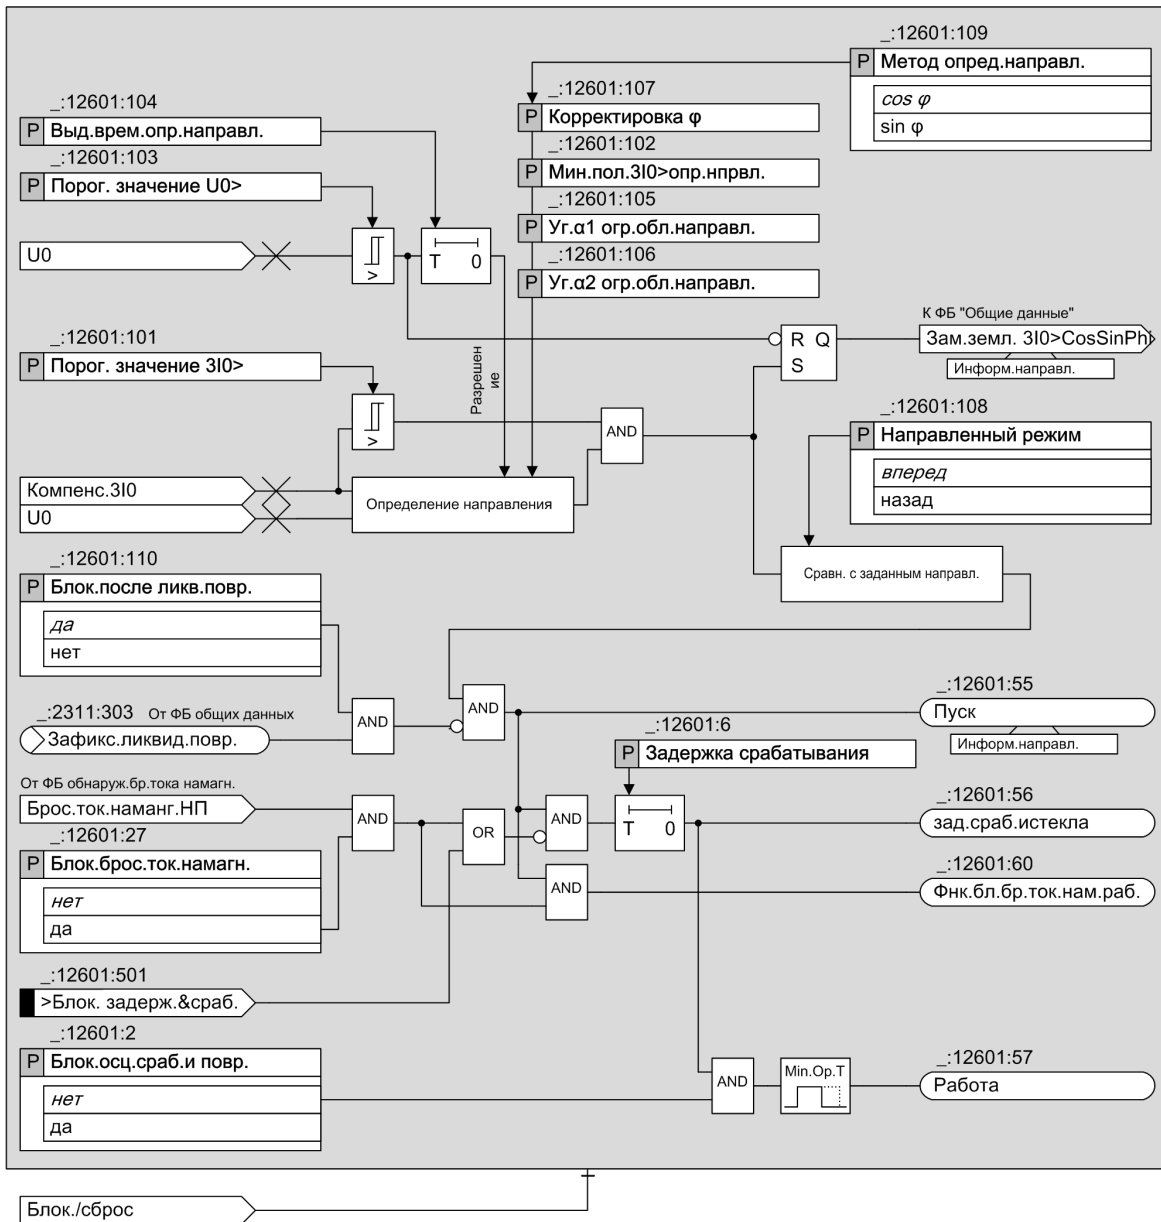 _:12601:109
P Метод опред.направл.
cos φ
sin φ
_:12601:104
P Выд.врем.опр.направл.
_:12601:103
P Порог. значение U0>
U0
>
T 0
_:12601:107
P Корректировка φ
_:12601:102
P Мин.пол.3I0>опр.нпрвл.
_:12601:105
P Уг.α1 огр.обл.направл.
_:12601:106
P Уг.α2 огр.обл.направл.
К ФБ "Общие данные"
Зам.земл. 3I0>CosSinPhi
Информ.направл.
R Q
S
_:12601:101
P Порог. значение 3I0>
>
Разрешен
ие
AND
_:12601:108
P Направленный режим
вперед
назад
Компенс.3I0
U0
Определение направления
Сравн. с заданным направл.
_:12601:110
P Блок.после ликв.повр.
да
нет
_:2311:303 От ФБ общих данных
Зафикс.ликвид.повр.
AND
AND
_:12601:55
Пуск
Информ.направл.
_:12601:6
P Задержка срабатывания
T 0
От ФБ обнаруж.бр.тока намагн.
Брос.ток.наманг.НП
AND
OR
AND
_:12601:56
зад.сраб.истекла
_:12601:27
P Блок.брос.ток.намагн.
нет
да
AND
_:12601:60
Фнк.бл.бр.ток.нам.раб.
_:12601:501
>Блок. задерж.&сраб.
_:12601:2
P Блок.осц.сраб.и повр.
нет
да
AND
Min.Op.T
_:12601:57
Работа
Блок./сброс